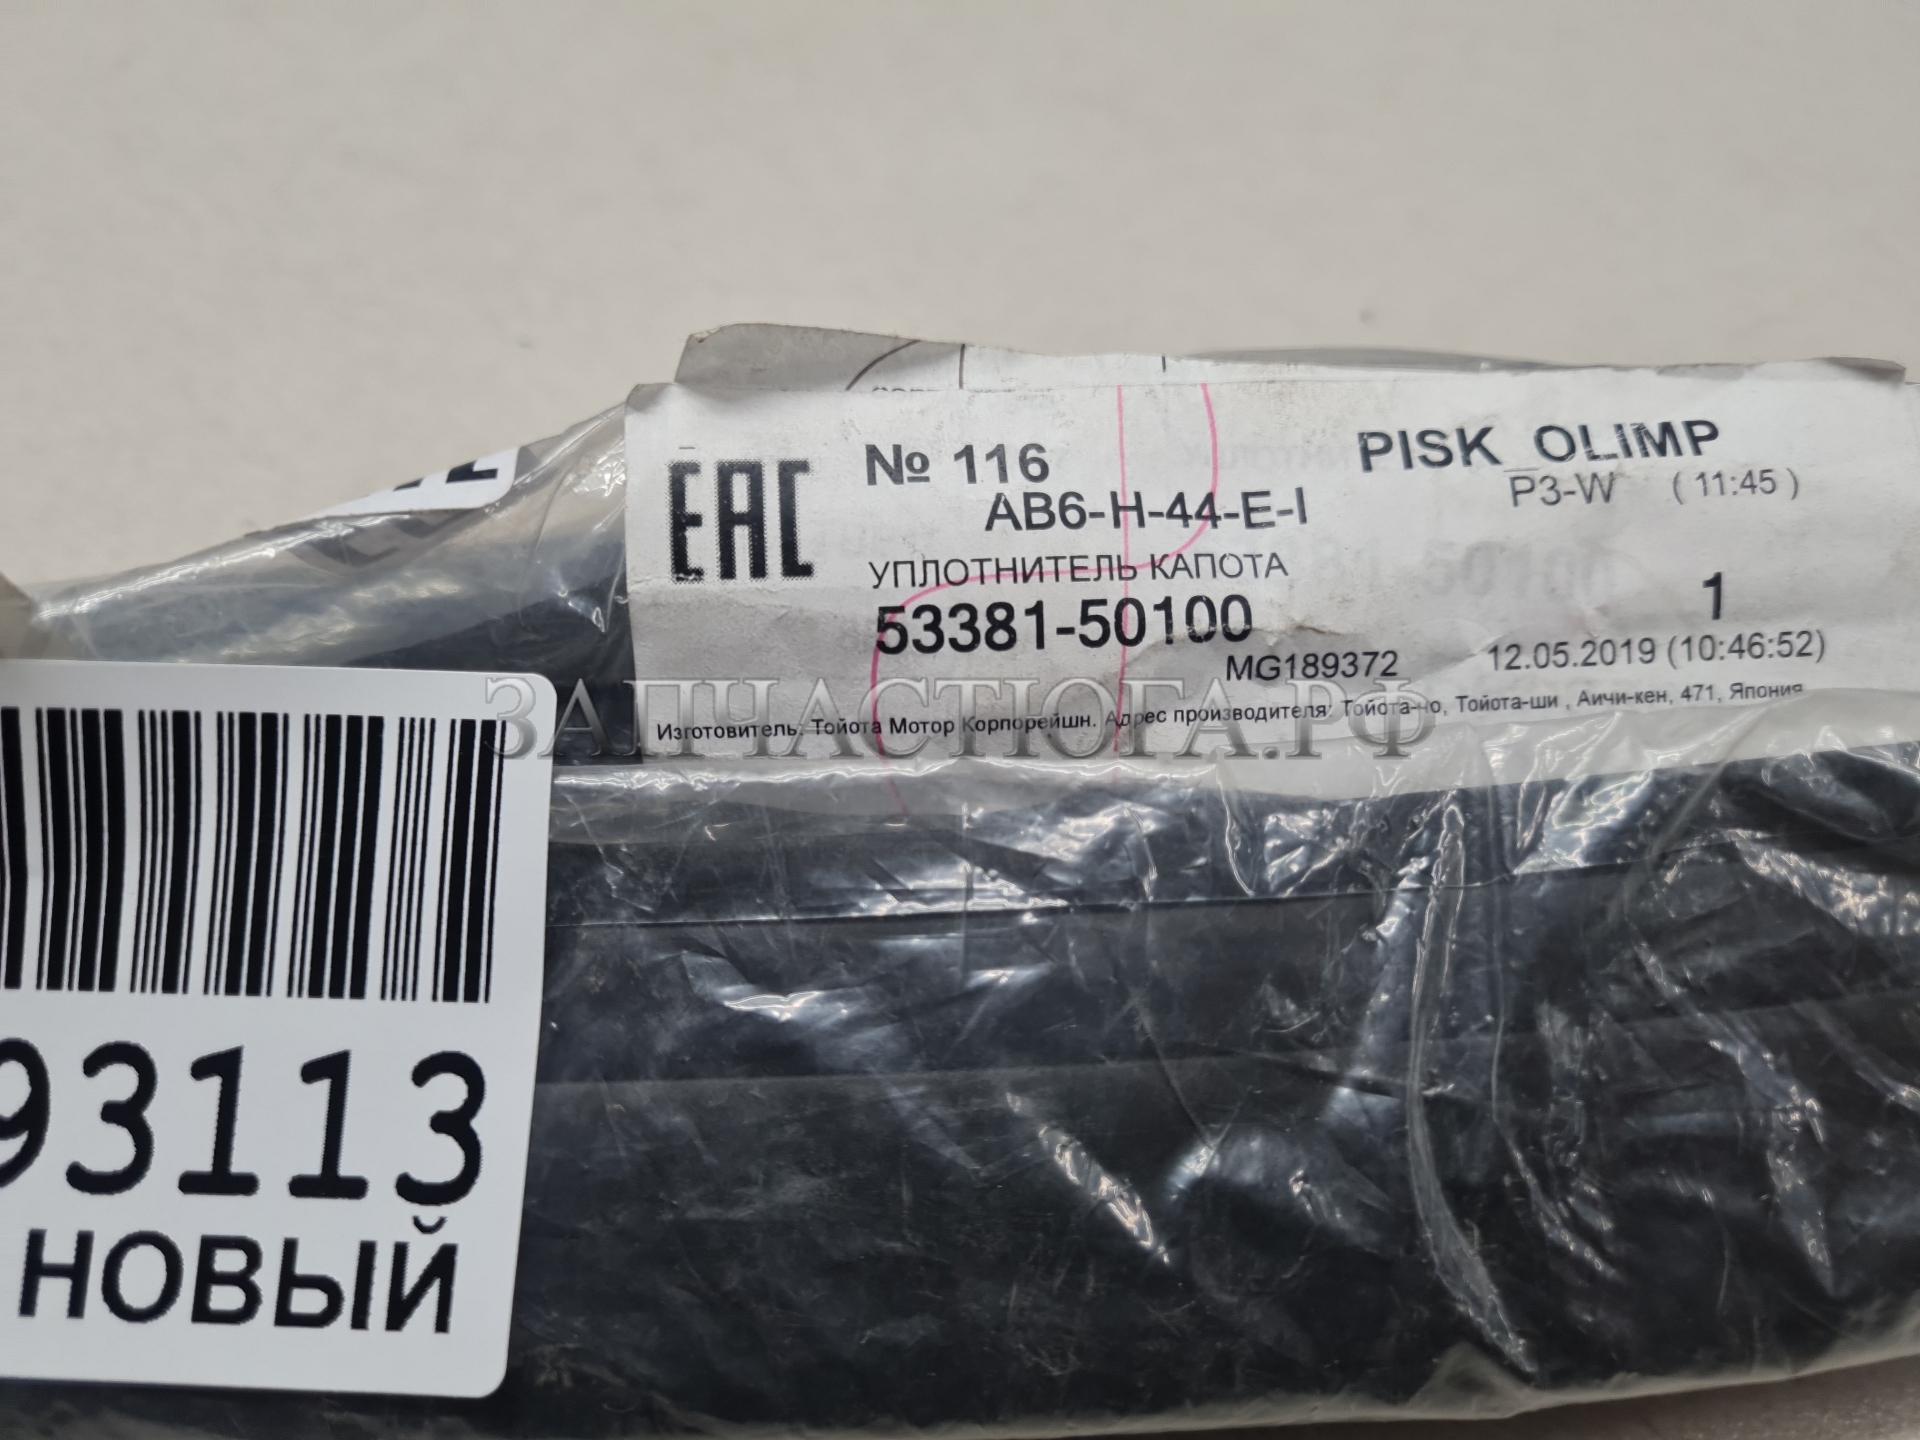 EAC
№ 116
PISK_OLIMP
AB6-H-44-E-I
P3-W (11:45)
УПЛОТНИТЕЛЬ КАПОТА
53381-50100
1
MG189372
12.05.2019 (10:46:52)
Изготовитель: Тойота Мотор Корпорейшн. Адрес производителя: Тойота-чо, Тойота-ши , Аичи-кен, 471, Япония
ЗАПЧАСТЮГА.РФ
93113
НОВЫЙ